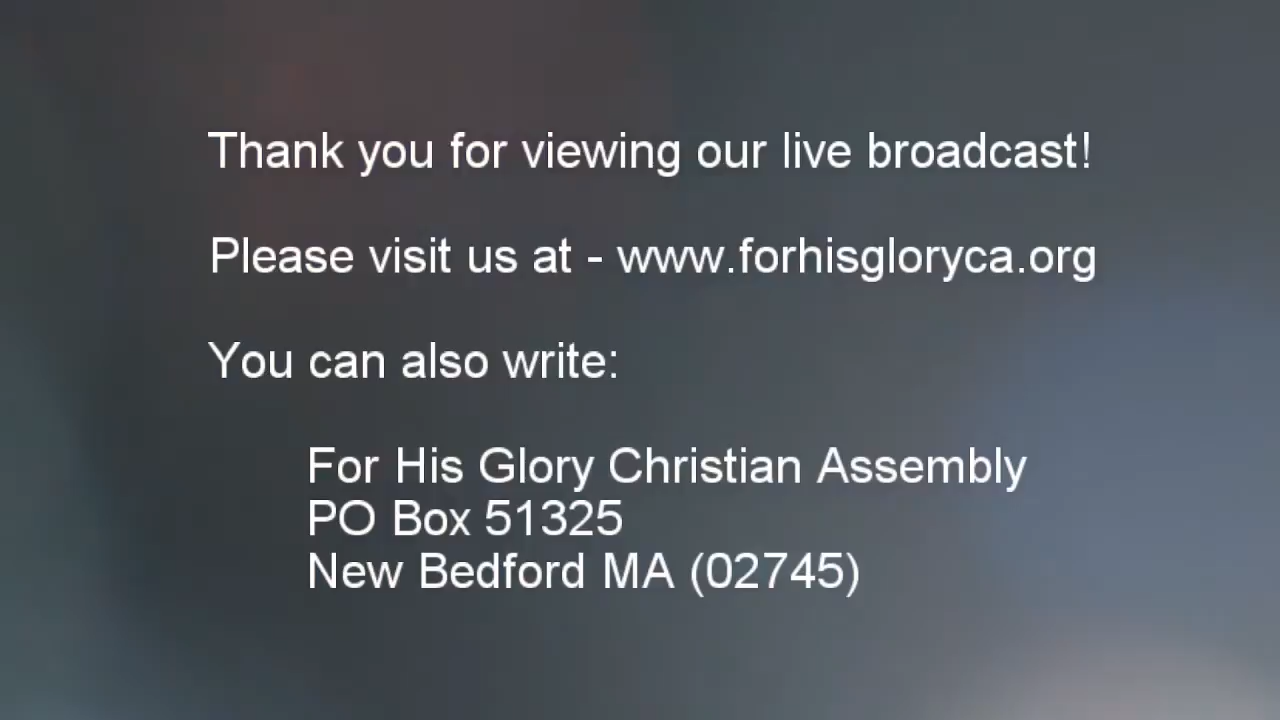 Thank you for viewing our live broadcast!
Please visit us at - www.forhisgloryca.org
You can also write:
For His Glory Christian Assembly
PO Box 51325
New Bedford MA (02745)